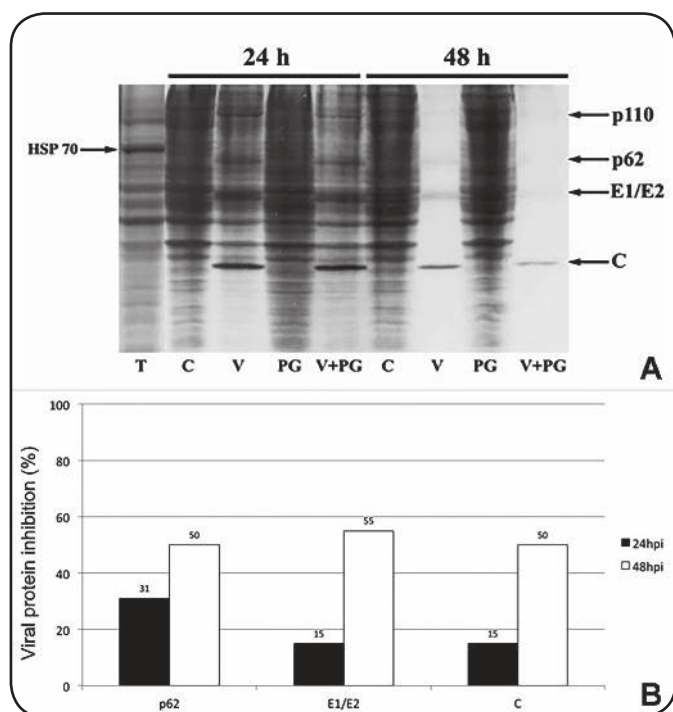 24 h 48 h
p110
HSP 70
p62
E1/E2
C
T C V PG V+PG C V PG V+PG
A
Viral protein inhibition (%)
100
80
60
40
20
0
31
50
15
55
15
50
24hpi
48hpi
p62 E1/E2 C
B